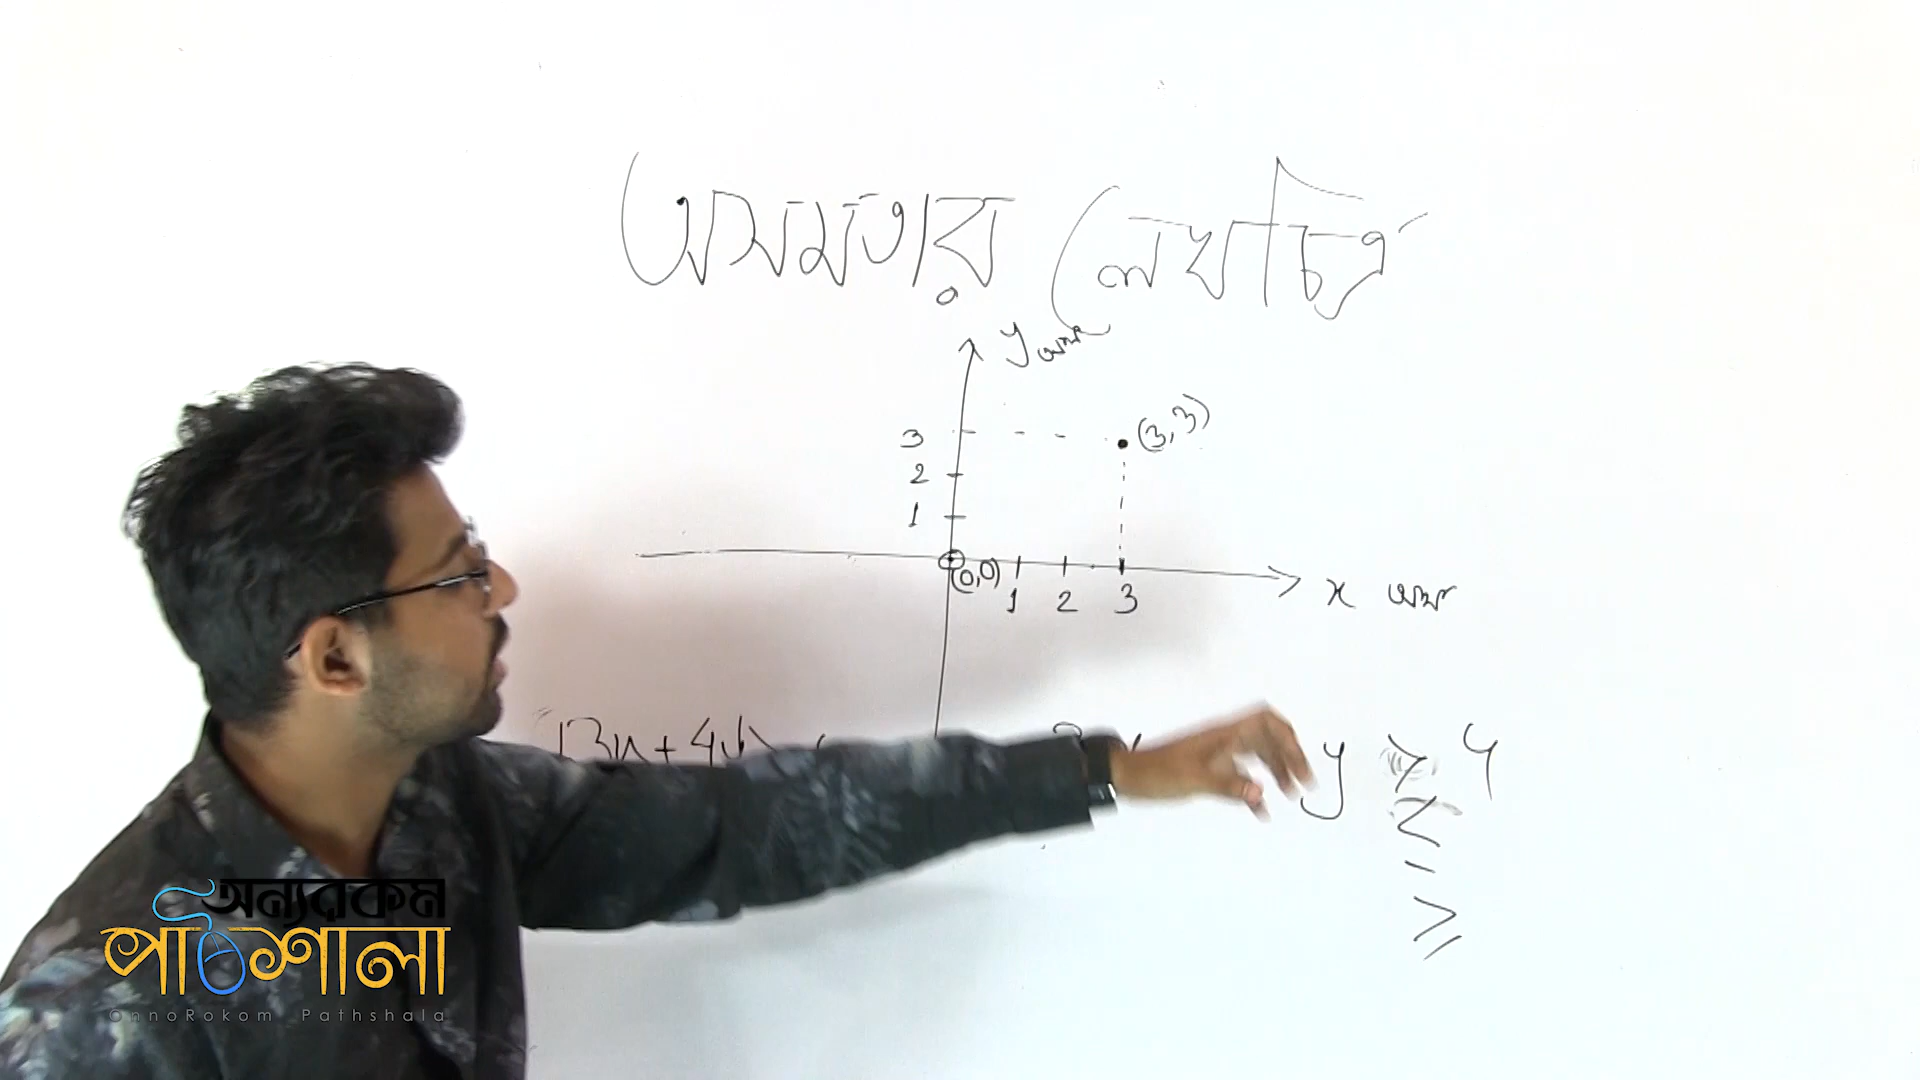 অসমতার লেখচিত্র
y অক্ষ
3 (3,3)
2
1
(0,0)
1 2 3 x অক্ষ
3x + 4y
y > 4
<
≥
অন্যরকম
পাঠশালা
OnnoRokom Pathshala